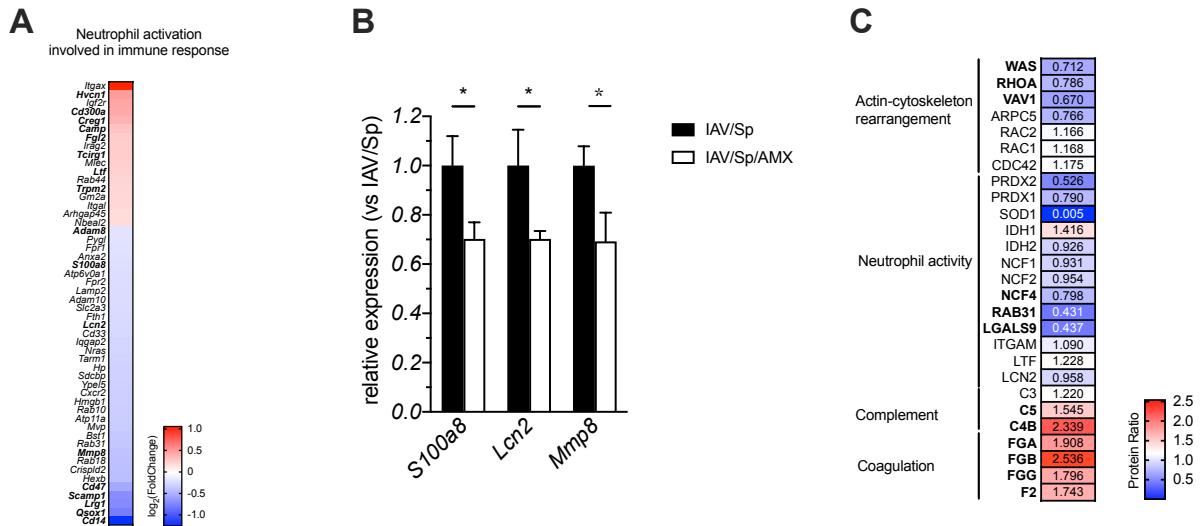 A
Neutrophil activation
involved in immune response
Itgax
Hvcn1
Igf2r
Cd300a
Creg1
Camp
Fgl2
Irag2
Tcirg1
Mlec
Ltf
Rab44
Trpm2
Gm2a
Itgal
Arhgap45
Nbeal2
Adam8
Pygl
Fpr1
Anxa2
S100a8
Atp6v0a1
Fpr2
Lamp2
Adam10
Slc2a3
Fth1
Lcn2
Cd33
Iqgap2
Nras
Tarm1
Hp
Sdcbp
Ypel5
Cxcr2
Hmgb1
Rab10
Atp11a
Mvp
Bst1
Rab31
Mmp8
Rab18
Crispld2
Hexb
Cd47
Scamp1
Lrg1
Qsox1
Cd14
log2(FoldChange)
1.0
0.5
0
-0.5
-1.0
B
relative expression (vs IAV/Sp)
1.2
1.0
0.8
0.6
0.4
0.2
0.0
* * *
S100a8
Lcn2
Mmp8
IAV/Sp
IAV/Sp/AMX
C
Actin-cytoskeleton
rearrangement
WAS 0.712
RHOA 0.786
VAV1 0.670
ARPC5 0.766
RAC2 1.166
RAC1 1.168
CDC42 1.175
Neutrophil activity
PRDX2 0.526
PRDX1 0.790
SOD1 0.005
IDH1 1.416
IDH2 0.926
NCF1 0.931
NCF2 0.954
NCF4 0.798
RAB31 0.431
LGALS9 0.437
ITGAM 1.090
LTF 1.228
LCN2 0.958
Complement
C3 1.220
C5 1.545
C4B 2.339
Coagulation
FGA 1.908
FGB 2.536
FGG 1.796
F2 1.743
Protein Ratio
2.5
2.0
1.5
1.0
0.5